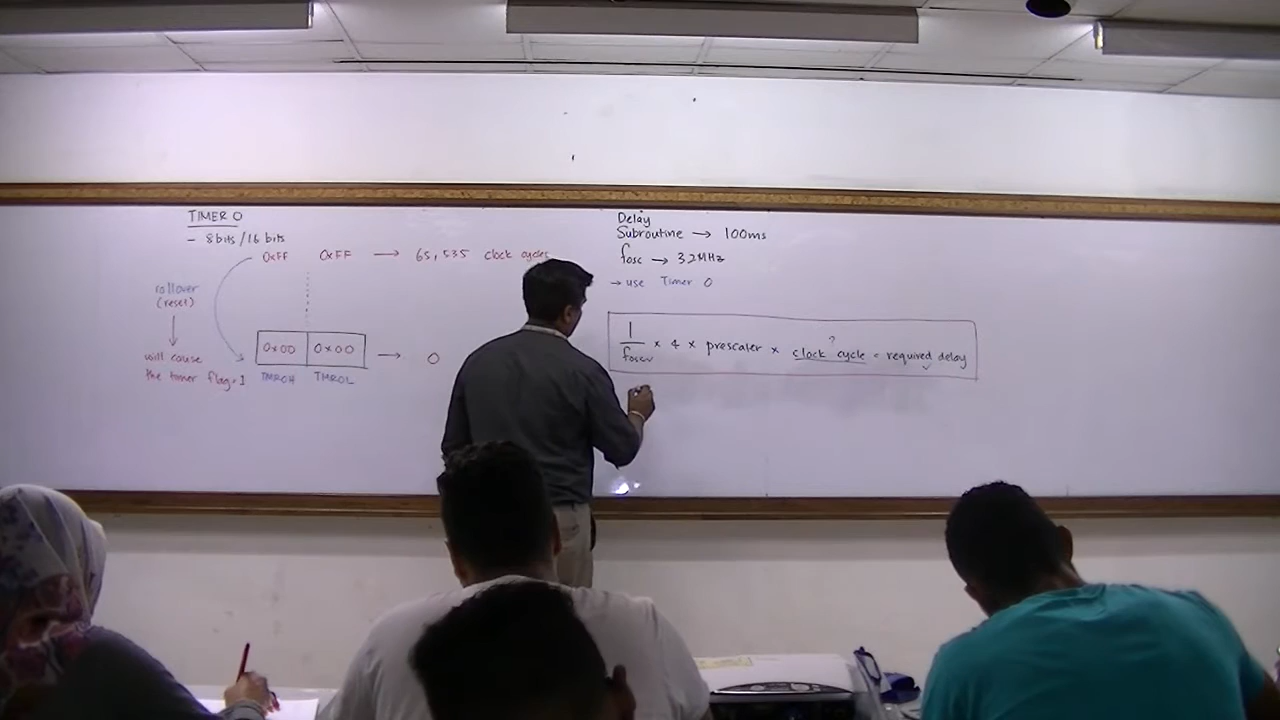 TIMER 0
- 8bits/16 bits
0xFF 0xFF → 65,535 clock cycles
rollover
(reset)
will cause
the timer flag=1
0x00 0x00 → 0
TMR0H TMR0L
Delay
Subroutine → 100ms
fosc → 32MHz
→ use Timer 0
1
fosc × 4 × prescaler × clock cycle = required delay
?